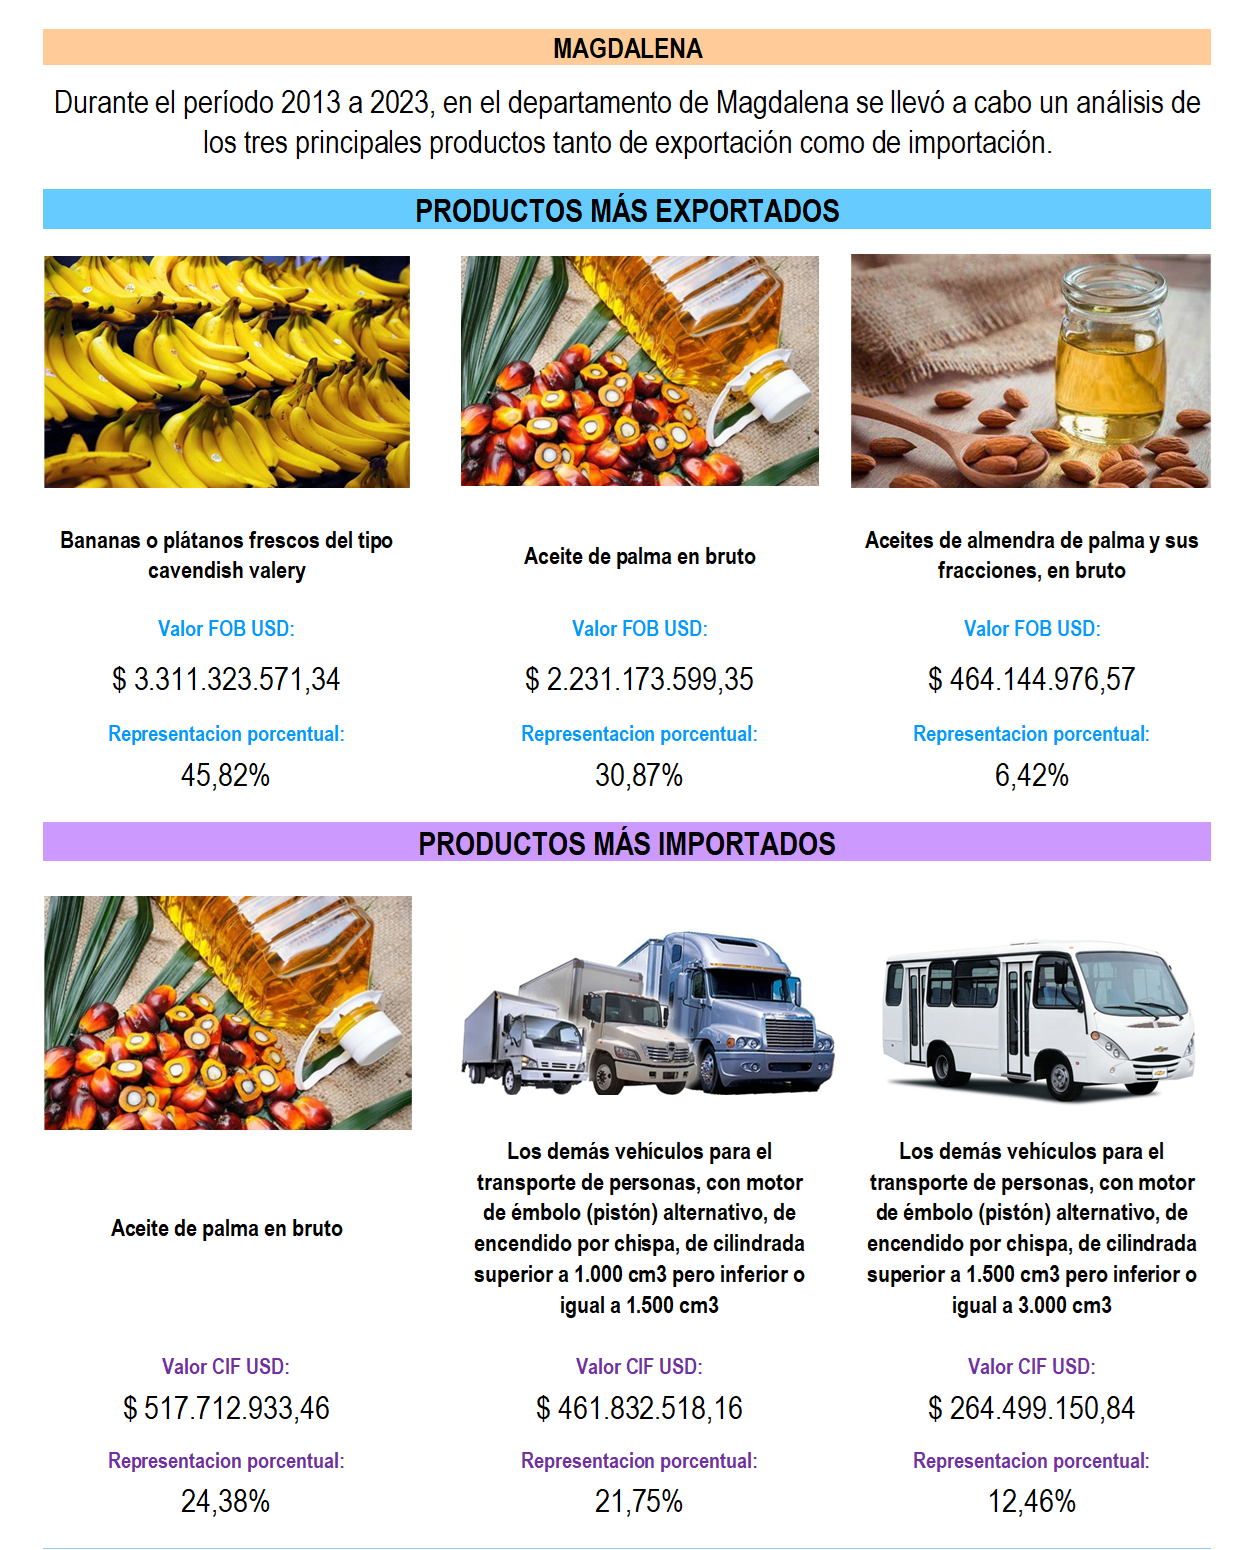 MAGDALENA
Durante el período 2013 a 2023, en el departamento de Magdalena se llevó a cabo un análisis de
los tres principales productos tanto de exportación como de importación.
PRODUCTOS MÁS EXPORTADOS
Bananas o plátanos frescos del tipo
cavendish valery
Valor FOB USD:
$ 3.311.323.571,34
Representacion porcentual:
45,82%
Aceite de palma en bruto
Valor FOB USD:
$ 2.231.173.599,35
Representacion porcentual:
30,87%
Aceites de almendra de palma y sus
fracciones, en bruto
Valor FOB USD:
$ 464.144.976,57
Representacion porcentual:
6,42%
PRODUCTOS MÁS IMPORTADOS
Aceite de palma en bruto
Valor CIF USD:
$ 517.712.933,46
Representacion porcentual:
24,38%
Los demás vehículos para el
transporte de personas, con motor
de émbolo (pistón) alternativo, de
encendido por chispa, de cilindrada
superior a 1.000 cm3 pero inferior o
igual a 1.500 cm3
Valor CIF USD:
$ 461.832.518,16
Representacion porcentual:
21,75%
Los demás vehículos para el
transporte de personas, con motor
de émbolo (pistón) alternativo, de
encendido por chispa, de cilindrada
superior a 1.500 cm3 pero inferior o
igual a 3.000 cm3
Valor CIF USD:
$ 264.499.150,84
Representacion porcentual:
12,46%